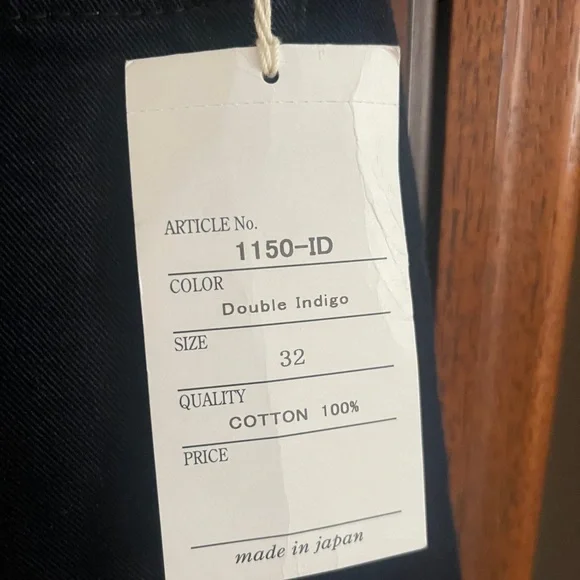 ARTICLE No.
1150-ID
COLOR
Double Indigo
SIZE
32
QUALITY
COTTON 100%
PRICE
made in japan